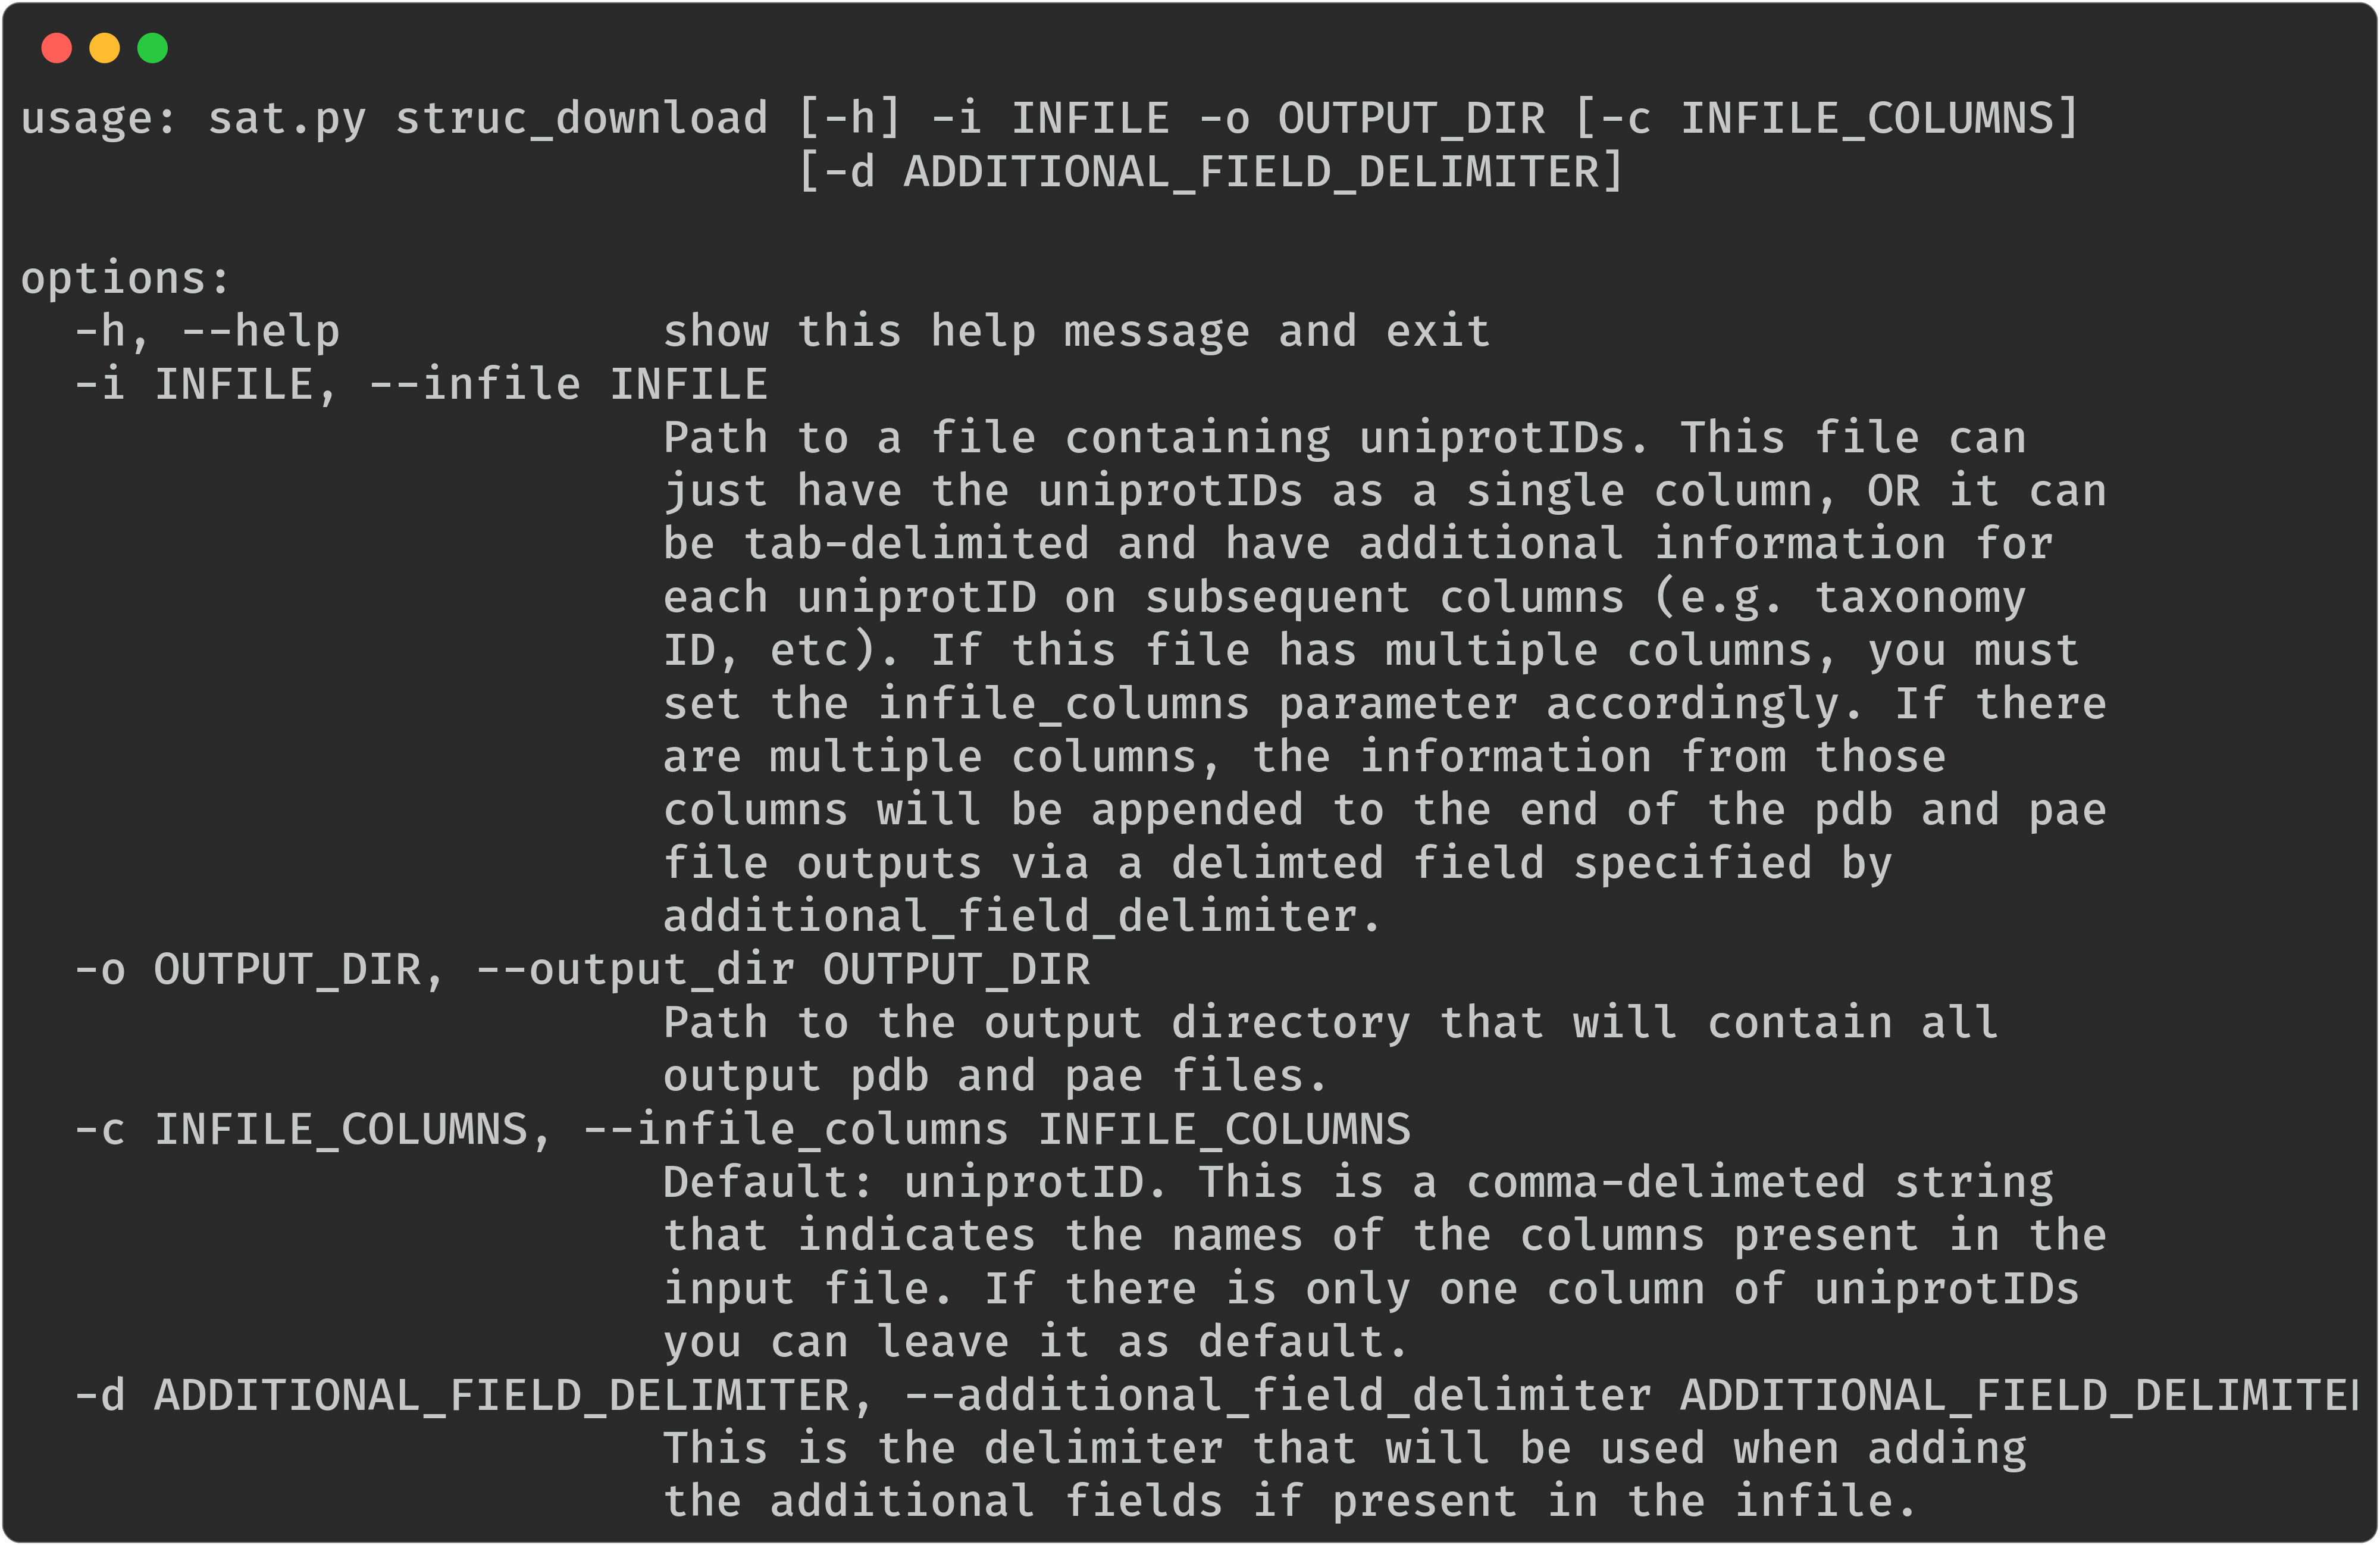 usage: sat.py struc_download [-h] -i INFILE -o OUTPUT_DIR [-c INFILE_COLUMNS]
[-d ADDITIONAL_FIELD_DELIMITER]
options:
-h, --help show this help message and exit
-i INFILE, --infile INFILE
Path to a file containing uniprotIDs. This file can
just have the uniprotIDs as a single column, OR it can
be tab-delimited and have additional information for
each uniprotID on subsequent columns (e.g. taxonomy
ID, etc). If this file has multiple columns, you must
set the infile_columns parameter accordingly. If there
are multiple columns, the information from those
columns will be appended to the end of the pdb and pae
file outputs via a delimted field specified by
additional_field_delimiter.
-o OUTPUT_DIR, --output_dir OUTPUT_DIR
Path to the output directory that will contain all
output pdb and pae files.
-c INFILE_COLUMNS, --infile_columns INFILE_COLUMNS
Default: uniprotID. This is a comma-delimeted string
that indicates the names of the columns present in the
input file. If there is only one column of uniprotIDs
you can leave it as default.
-d ADDITIONAL_FIELD_DELIMITER, --additional_field_delimiter ADDITIONAL_FIELD_DELIMITER
This is the delimiter that will be used when adding
the additional fields if present in the infile.